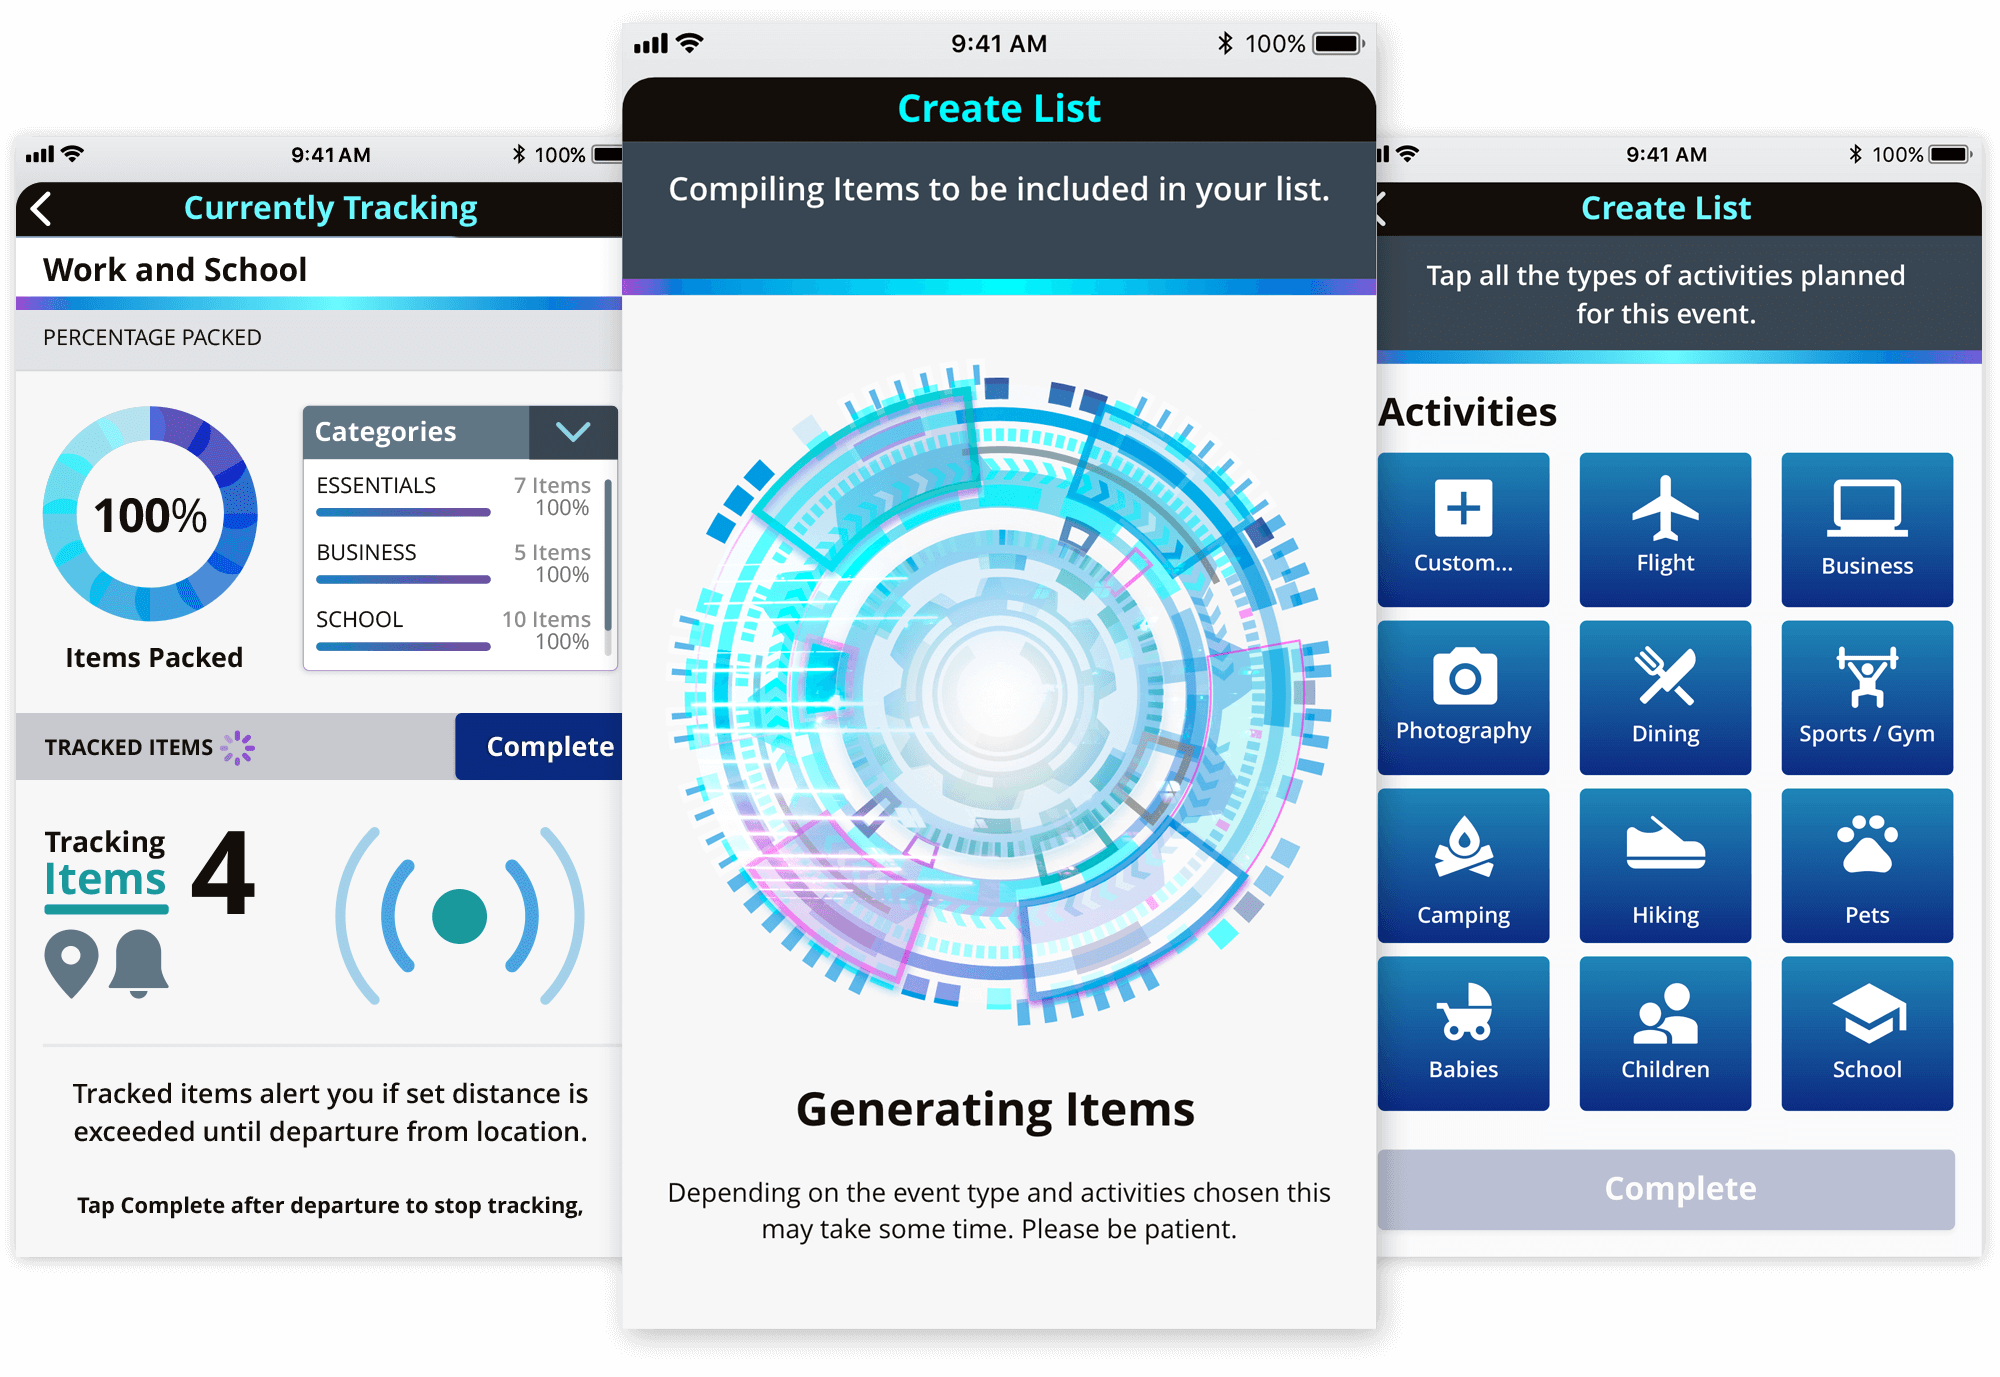 9:41 AM
100%
Currently Tracking
Work and School
PERCENTAGE PACKED
100%
Items Packed
Categories
ESSENTIALS 7 Items
100%
BUSINESS 5 Items
100%
SCHOOL 10 Items
100%
TRACKED ITEMS
Complete
Tracking
Items
4
Tracked items alert you if set distance is
exceeded until departure from location.
Tap Complete after departure to stop tracking,
9:41 AM
100%
Create List
Compiling Items to be included in your list.
Generating Items
Depending on the event type and activities chosen this
may take some time. Please be patient.
9:41 AM
100%
Create List
Tap all the types of activities planned
for this event.
Activities
Custom...
Flight
Business
Photography
Dining
Sports / Gym
Camping
Hiking
Pets
Babies
Children
School
Complete